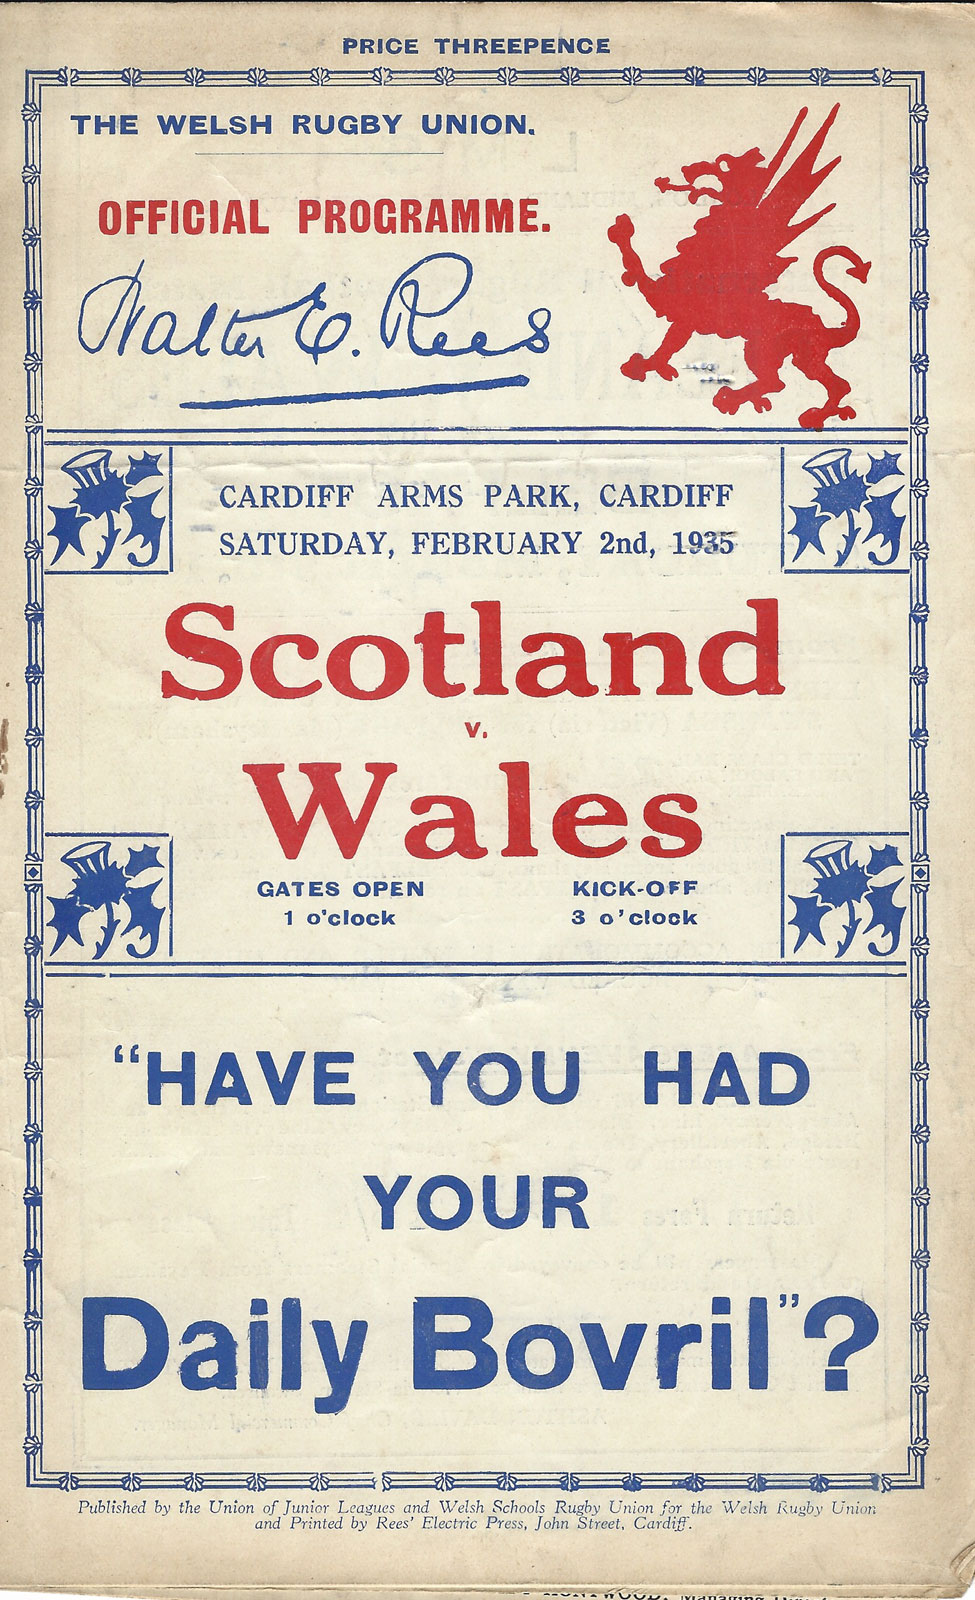 PRICE THREEPENCE
THE WELSH RUGBY UNION.
OFFICIAL PROGRAMME.
Walter E. Rees
CARDIFF ARMS PARK, CARDIFF
SATURDAY, FEBRUARY 2nd, 1935
Scotland
v.
Wales
GATES OPEN KICK-OFF
1 o'clock 3 o'clock
"HAVE YOU HAD
YOUR
Daily Bovril"?
Published by the Union of Junior Leagues and Welsh Schools Rugby Union for the Welsh Rugby Union
and Printed by Rees' Electric Press, John Street, Cardiff.